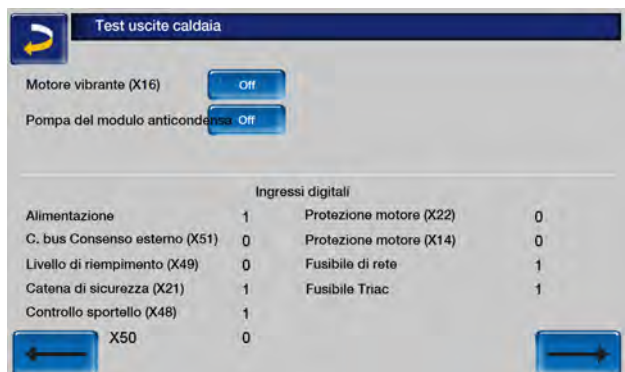 Test uscite caldaia
Motore vibrante (X16) Off
Pompa del modulo anticondensa Off
Ingressi digitali
Alimentazione 1 Protezione motore (X22) 0
C. bus Consenso esterno (X51) 0 Protezione motore (X14) 0
Livello di riempimento (X49) 0 Fusibile di rete 1
Catena di sicurezza (X21) 1 Fusibile Triac 1
Controllo sportello (X48) 1
X50 0